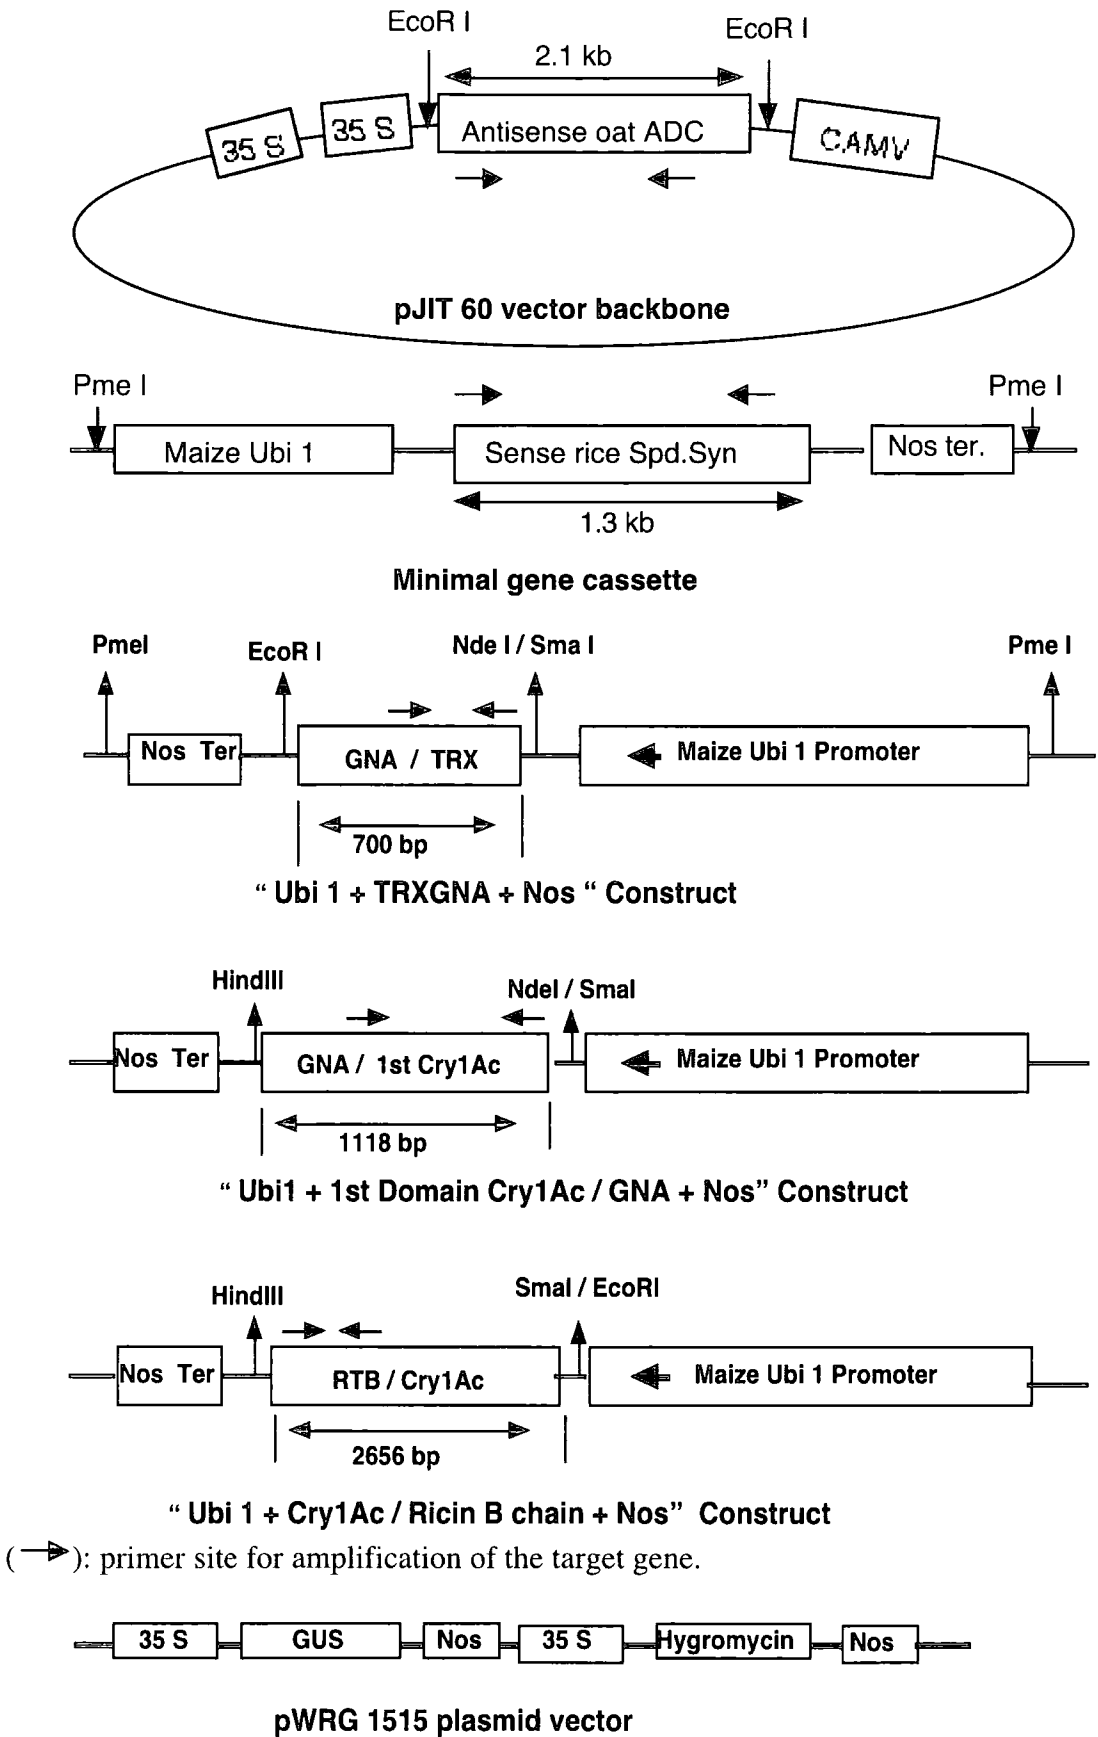 EcoR I
EcoR I
2.1 kb
35 S
35 S
Antisense oat ADC
CAMV
pJIT 60 vector backbone
Pme I
Pme I
Maize Ubi 1
Sense rice Spd.Syn
Nos ter.
1.3 kb
Minimal gene cassette
PmeI
EcoR I
Nde I / Sma I
Pme I
Nos Ter
GNA / TRX
Maize Ubi 1 Promoter
700 bp
“ Ubi 1 + TRXGNA + Nos “ Construct
HindIII
NdeI / SmaI
Nos Ter
GNA / 1st Cry1Ac
Maize Ubi 1 Promoter
1118 bp
“ Ubi1 + 1st Domain Cry1Ac / GNA + Nos” Construct
HindIII
SmaI / EcoRI
Nos Ter
RTB / Cry1Ac
Maize Ubi 1 Promoter
2656 bp
“ Ubi 1 + Cry1Ac / Ricin B chain + Nos” Construct
( ): primer site for amplification of the target gene.
35 S
GUS
Nos
35 S
Hygromycin
Nos
pWRG 1515 plasmid vector